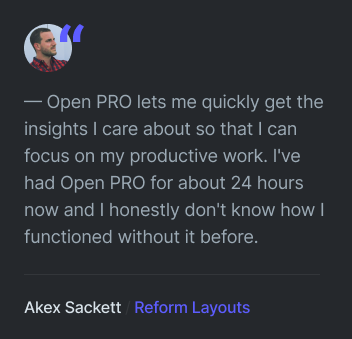 — Open PRO lets me quickly get the
insights I care about so that I can
focus on my productive work. I've
had Open PRO for about 24 hours
now and I honestly don't know how I
functioned without it before.
Akex Sackett / Reform Layouts